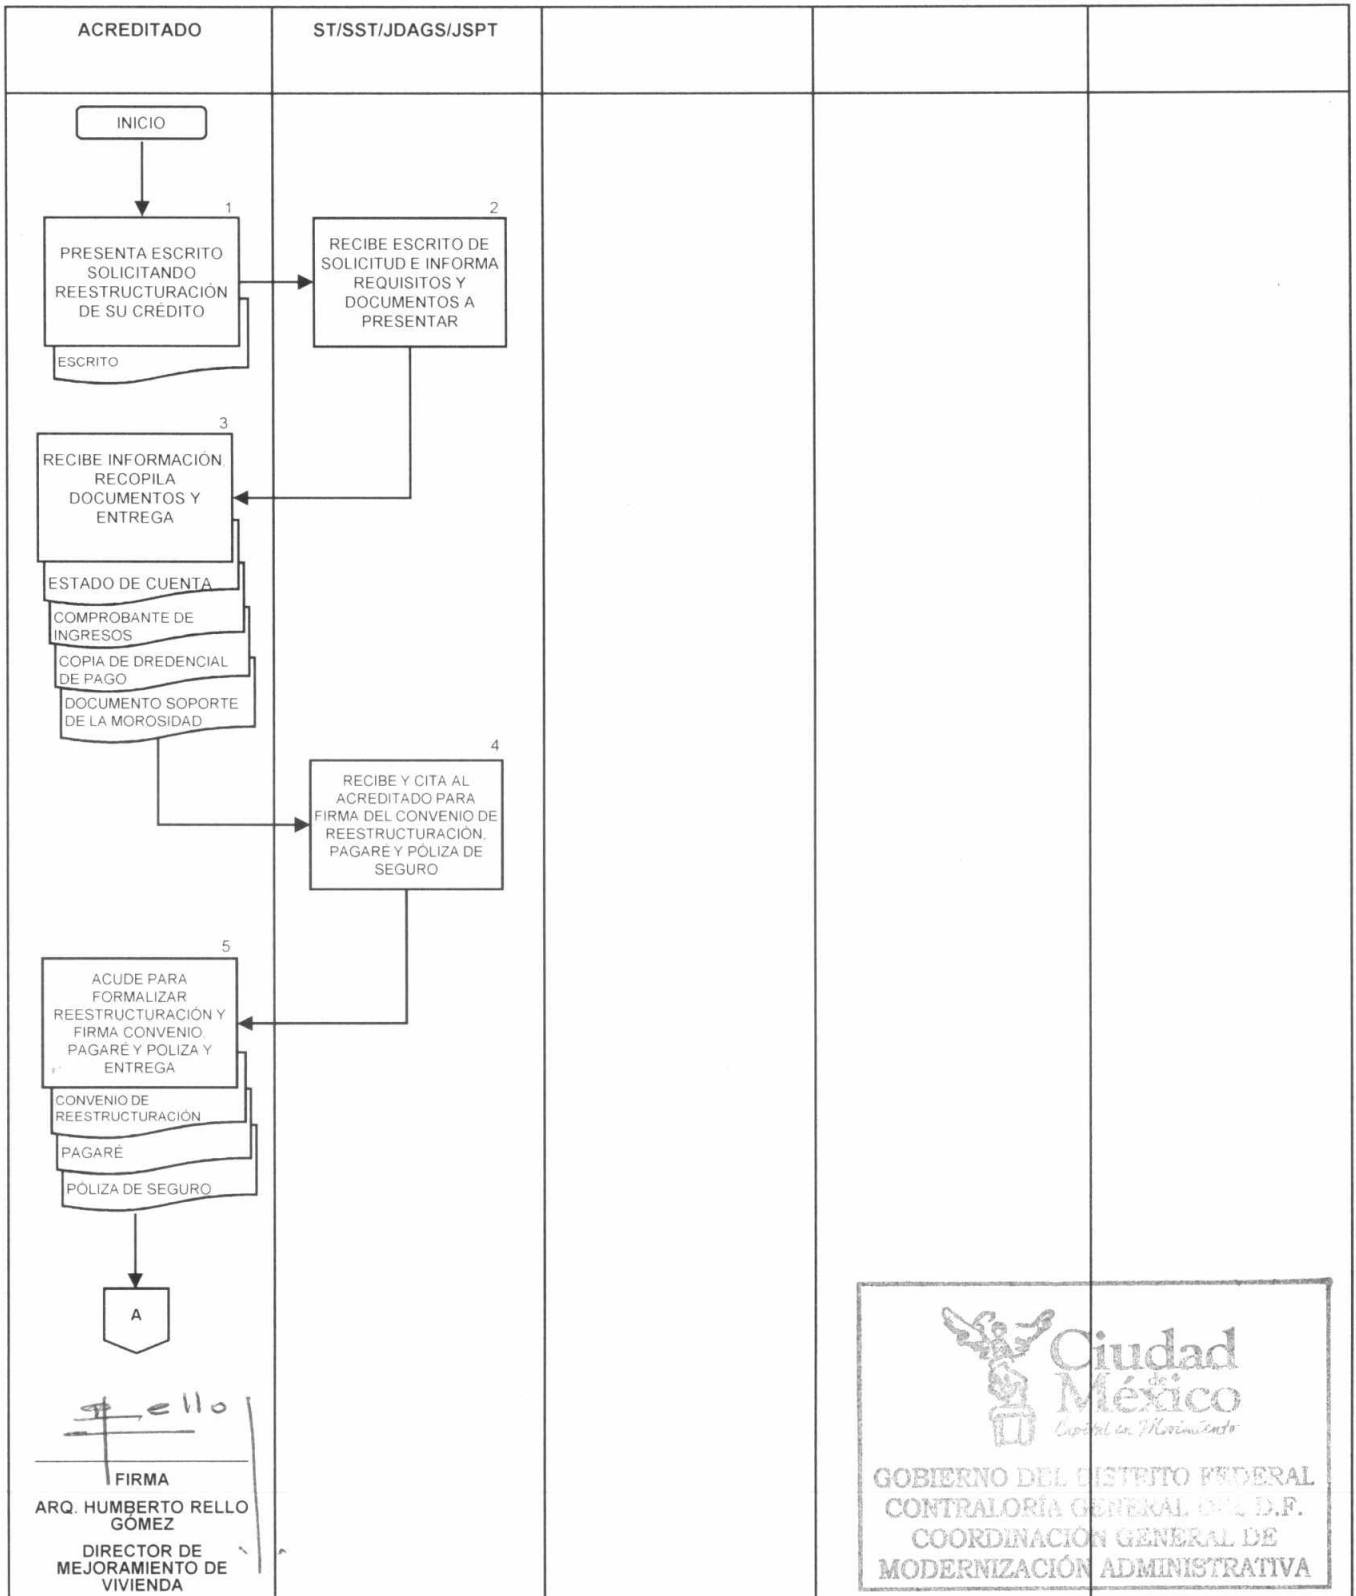 ACREDITADO
ST/SST/JDAGS/JSPT
INICIO
1
PRESENTA ESCRITO
SOLICITANDO
REESTRUCTURACIÓN
DE SU CRÉDITO
ESCRITO
2
RECIBE ESCRITO DE
SOLICITUD E INFORMA
REQUISITOS Y
DOCUMENTOS A
PRESENTAR
3
RECIBE INFORMACIÓN,
RECOPILA
DOCUMENTOS Y
ENTREGA
ESTADO DE CUENTA
COMPROBANTE DE
INGRESOS
COPIA DE DREDENCIAL
DE PAGO
DOCUMENTO SOPORTE
DE LA MOROSIDAD
4
RECIBE Y CITA AL
ACREDITADO PARA
FIRMA DEL CONVENIO DE
REESTRUCTURACIÓN,
PAGARÉ Y PÓLIZA DE
SEGURO
5
ACUDE PARA
FORMALIZAR
REESTRUCTURACIÓN Y
FIRMA CONVENIO,
PAGARÉ Y POLIZA Y
ENTREGA
CONVENIO DE
REESTRUCTURACIÓN
PAGARÉ
PÓLIZA DE SEGURO
A
FIRMA
ARQ. HUMBERTO RELLO
GÓMEZ
DIRECTOR DE
MEJORAMIENTO DE
VIVIENDA
Ciudad
de
México
Capital en Movimiento
GOBIERNO DEL DISTRITO FEDERAL
CONTRALORÍA GENERAL DEL D.F.
COORDINACIÓN GENERAL DE
MODERNIZACIÓN ADMINISTRATIVA